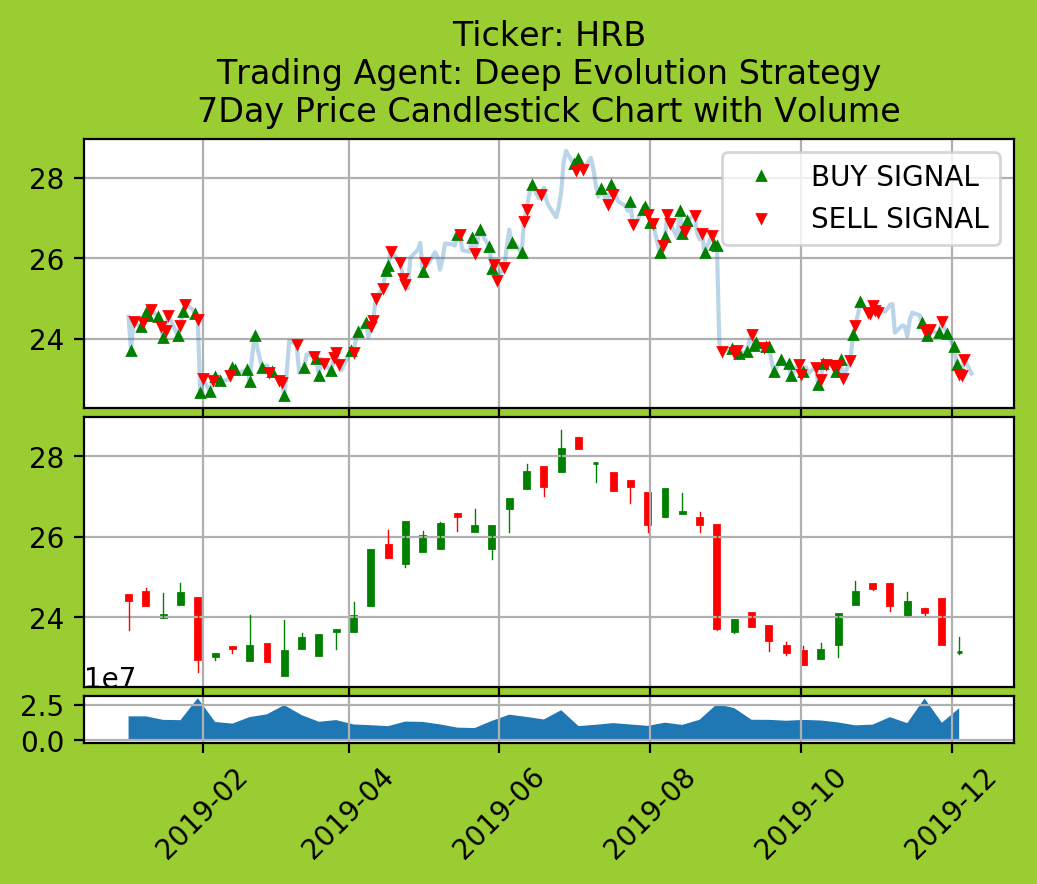 Ticker: HRB
Trading Agent: Deep Evolution Strategy
7Day Price Candlestick Chart with Volume
BUY SIGNAL
SELL SIGNAL
28
26
24
28
26
24
1e7
2.5
0.0
2019-02
2019-04
2019-06
2019-08
2019-10
2019-12